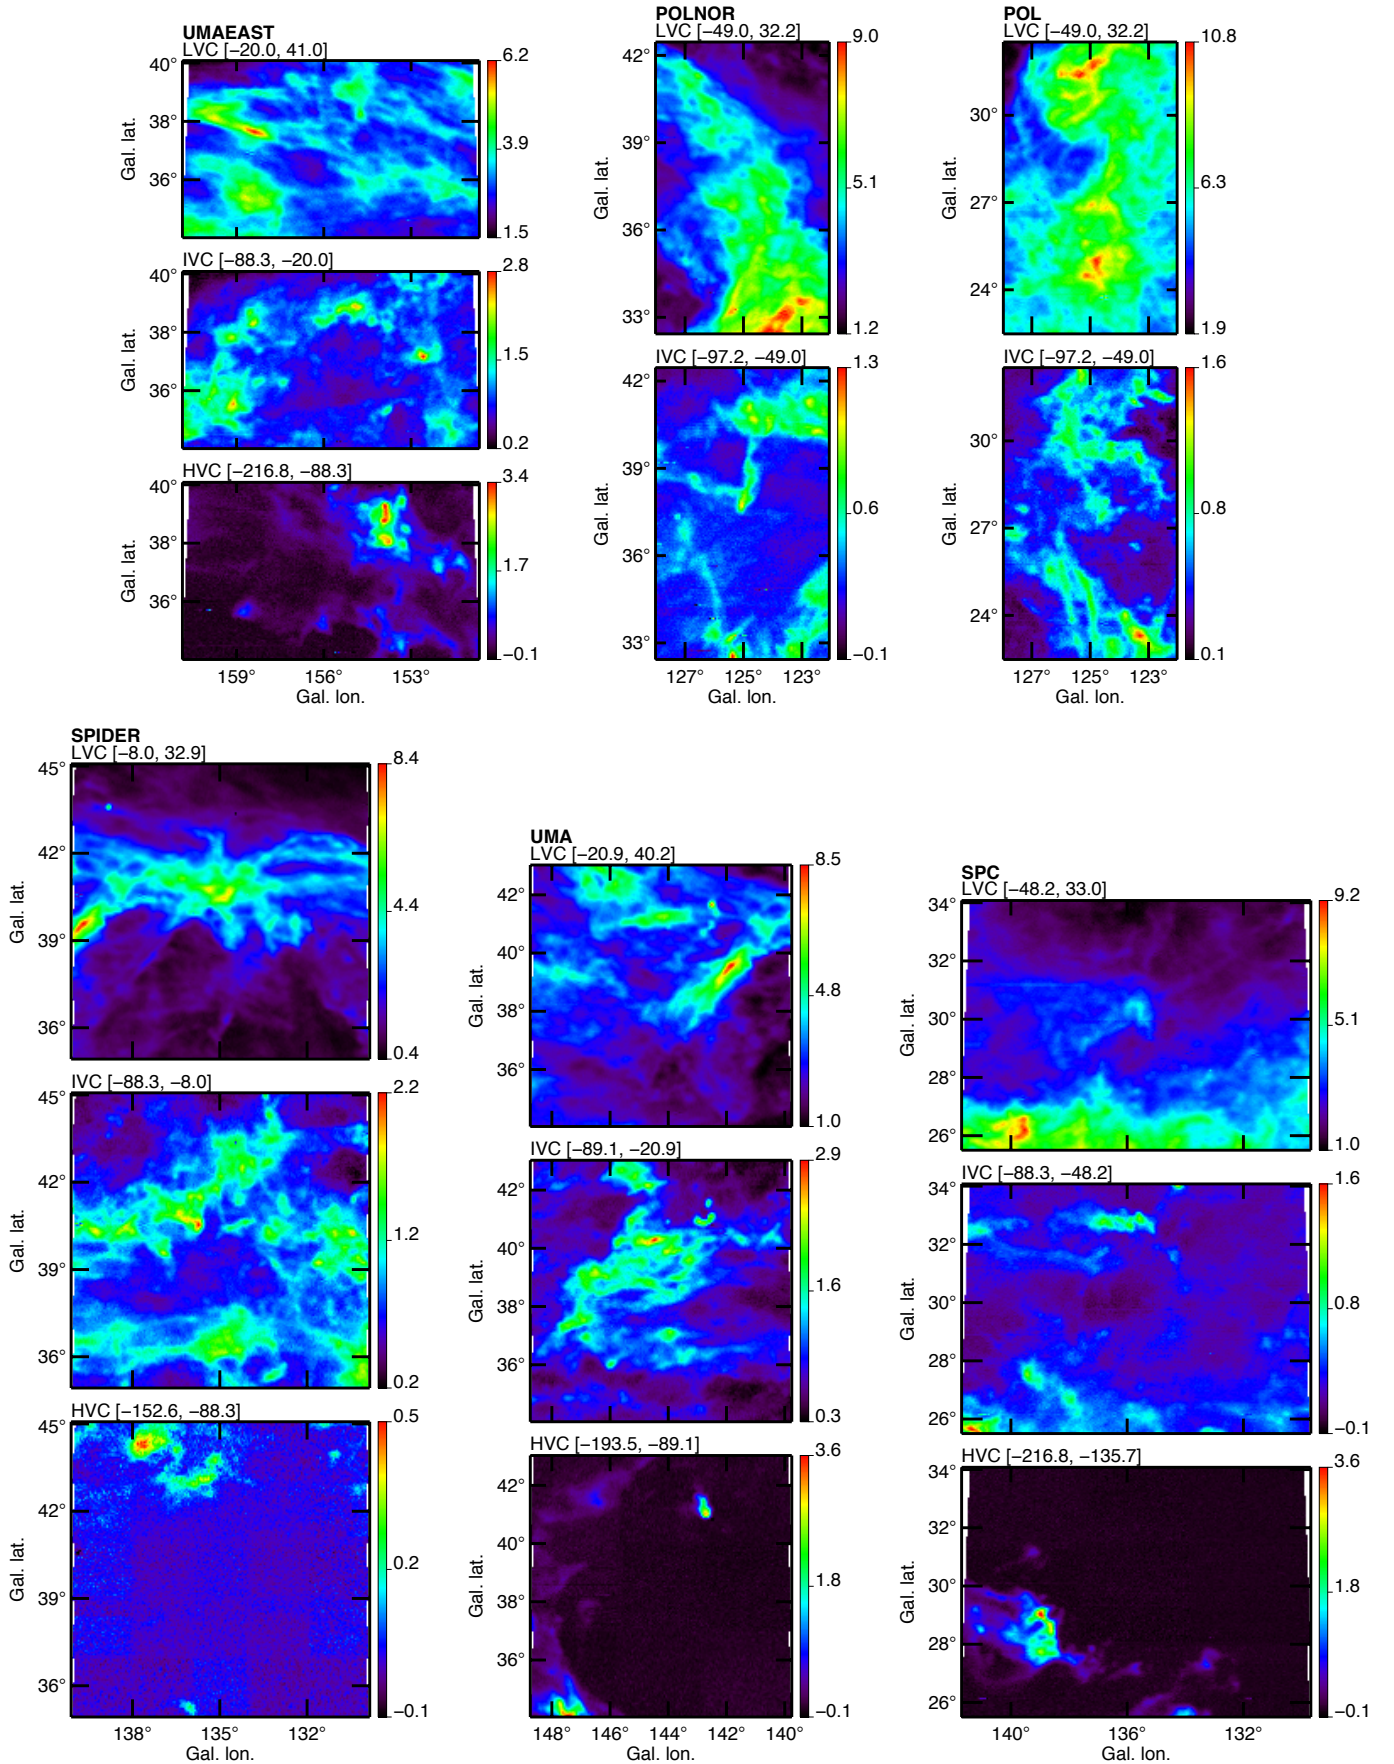 UMAEAST
LVC [−20.0, 41.0]
40°
38°
36°
Gal. lat.
6.2
3.9
1.5
IVC [−88.3, −20.0]
40°
38°
36°
Gal. lat.
2.8
1.5
0.2
HVC [−216.8, −88.3]
40°
38°
36°
Gal. lat.
3.4
1.7
−0.1
159° 156° 153°
Gal. lon.
POLNOR
LVC [−49.0, 32.2]
42°
39°
36°
33°
Gal. lat.
9.0
5.1
1.2
IVC [−97.2, −49.0]
42°
39°
36°
33°
Gal. lat.
1.3
0.6
−0.1
127° 125° 123°
Gal. lon.
POL
LVC [−49.0, 32.2]
30°
27°
24°
Gal. lat.
10.8
6.3
1.9
IVC [−97.2, −49.0]
30°
27°
24°
Gal. lat.
1.6
0.8
0.1
127° 125° 123°
Gal. lon.
SPIDER
LVC [−8.0, 32.9]
45°
42°
39°
36°
Gal. lat.
8.4
4.4
0.4
IVC [−88.3, −8.0]
45°
42°
39°
36°
Gal. lat.
2.2
1.2
0.2
HVC [−152.6, −88.3]
45°
42°
39°
36°
Gal. lat.
0.5
0.2
−0.1
138° 135° 132°
Gal. lon.
UMA
LVC [−20.9, 40.2]
42°
40°
38°
36°
Gal. lat.
8.5
4.8
1.0
IVC [−89.1, −20.9]
42°
40°
38°
36°
Gal. lat.
2.9
1.6
0.3
HVC [−193.5, −89.1]
42°
40°
38°
36°
Gal. lat.
3.6
1.8
−0.1
148° 146° 144° 142° 140°
Gal. lon.
SPC
LVC [−48.2, 33.0]
34°
32°
30°
28°
26°
Gal. lat.
9.2
5.1
1.0
IVC [−88.3, −48.2]
34°
32°
30°
28°
26°
Gal. lat.
1.6
0.8
−0.1
HVC [−216.8, −135.7]
34°
32°
30°
28°
26°
Gal. lat.
3.6
1.8
−0.1
140° 136° 132°
Gal. lon.